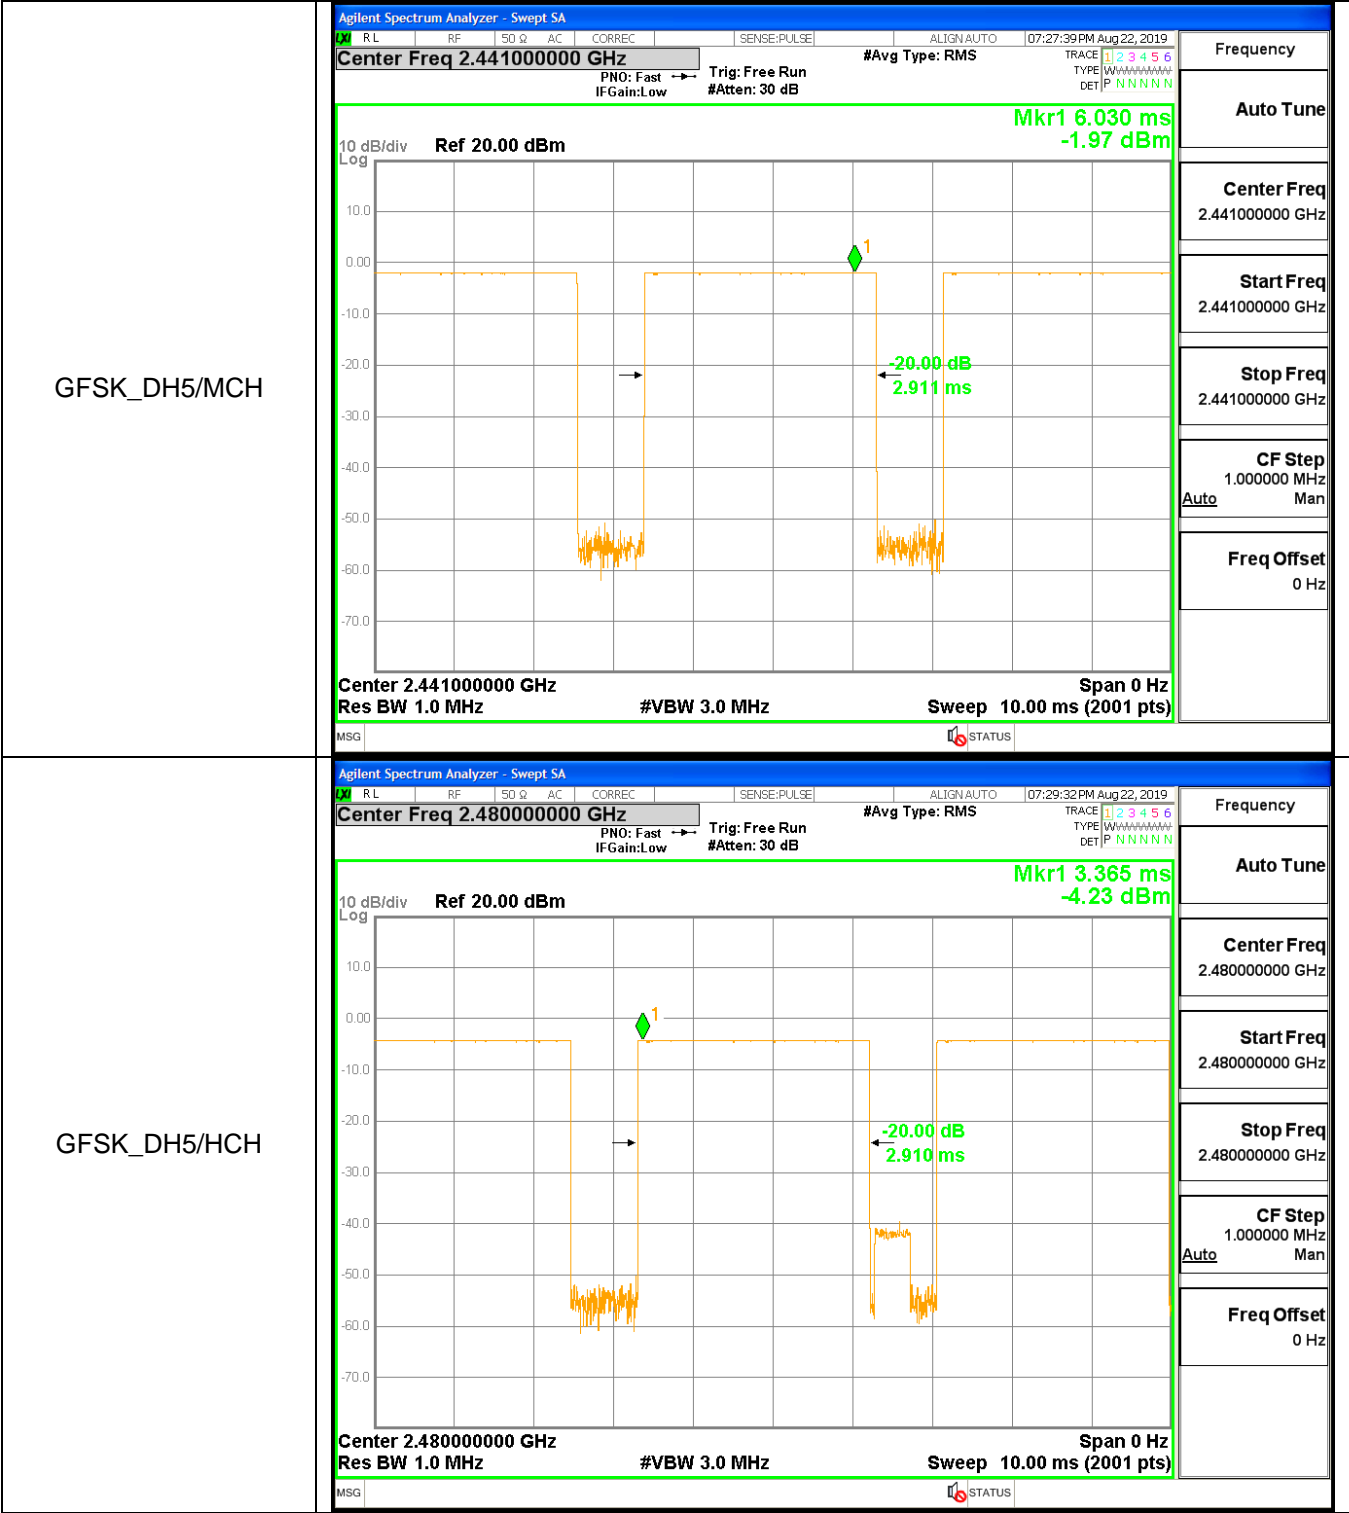 GFSK_DH5/MCH
Agilent Spectrum Analyzer - Swept SA
LXI RL RF 50 Ω AC CORREC SENSE:PULSE ALIGN AUTO 07:27:39 PM Aug 22, 2019
Center Freq 2.441000000 GHz #Avg Type: RMS TRACE 1 2 3 4 5 6
PNO: Fast Trig: Free Run TYPE
IFGain:Low #Atten: 30 dB DET P N N N N N
Frequency
Mkr1 6.030 ms
-1.97 dBm
10 dB/div Ref 20.00 dBm
Log
10.0
0.00
-10.0
-20.0
-30.0
-40.0
-50.0
-60.0
-70.0
1
-20.00 dB
2.911 ms
Center 2.441000000 GHz Span 0 Hz
Res BW 1.0 MHz #VBW 3.0 MHz Sweep 10.00 ms (2001 pts)
MSG STATUS
Auto Tune
Center Freq
2.441000000 GHz
Start Freq
2.441000000 GHz
Stop Freq
2.441000000 GHz
CF Step
1.000000 MHz
Auto Man
Freq Offset
0 Hz
GFSK_DH5/HCH
Agilent Spectrum Analyzer - Swept SA
LXI RL RF 50 Ω AC CORREC SENSE:PULSE ALIGN AUTO 07:29:32 PM Aug 22, 2019
Center Freq 2.480000000 GHz #Avg Type: RMS TRACE 1 2 3 4 5 6
PNO: Fast Trig: Free Run TYPE
IFGain:Low #Atten: 30 dB DET P N N N N N
Frequency
Mkr1 3.365 ms
-4.23 dBm
10 dB/div Ref 20.00 dBm
Log
10.0
0.00
-10.0
-20.0
-30.0
-40.0
-50.0
-60.0
-70.0
1
-20.00 dB
2.910 ms
Center 2.480000000 GHz Span 0 Hz
Res BW 1.0 MHz #VBW 3.0 MHz Sweep 10.00 ms (2001 pts)
MSG STATUS
Auto Tune
Center Freq
2.480000000 GHz
Start Freq
2.480000000 GHz
Stop Freq
2.480000000 GHz
CF Step
1.000000 MHz
Auto Man
Freq Offset
0 Hz